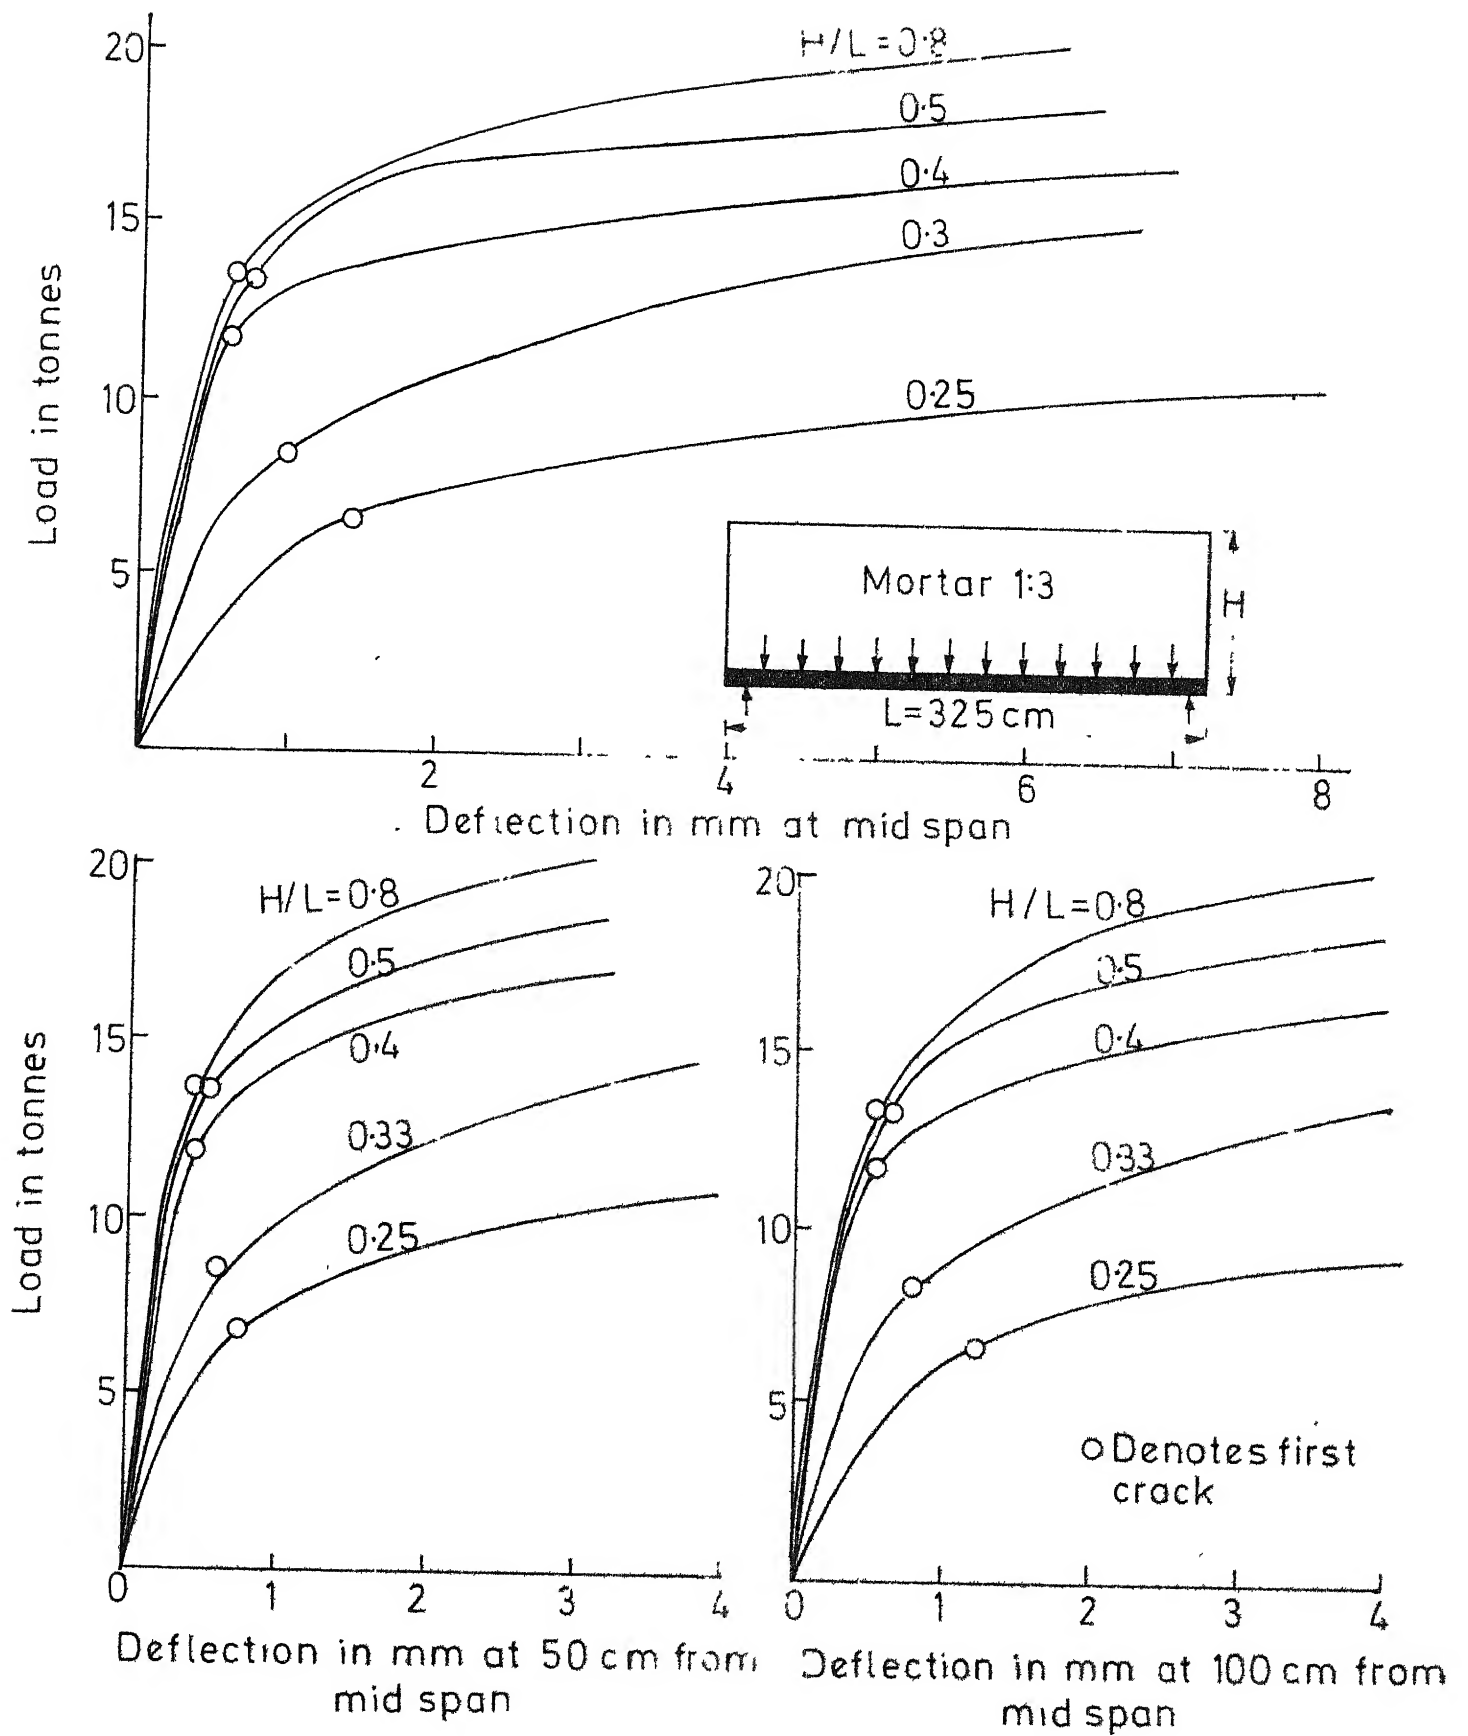 20
15
10
5
Load in tonnes
H/L=0.8
0.5
0.4
0.3
0.25
Mortar 1:3
H
L=325cm
2
4
6
8
Deflection in mm at mid span
20
15
10
5
0
Load in tonnes
H/L=0.8
0.5
0.4
0.33
0.25
1
2
3
4
Deflection in mm at 50 cm from
mid span
20
15
10
5
0
H/L=0.8
0.5
0.4
0.33
0.25
O Denotes first
crack
1
2
3
4
Deflection in mm at 100 cm from
mid span